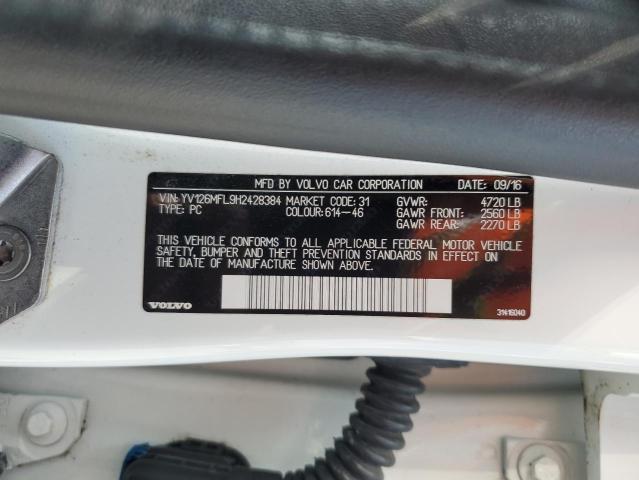 MFD BY VOLVO CAR CORPORATION DATE: 09/16
VIN: YV126MFL9H2428384 MARKET CODE: 31 GVWR: 4720 LB
TYPE: PC COLOUR: 614-46 GAWR FRONT: 2560 LB
GAWR REAR: 2270 LB
THIS VEHICLE CONFORMS TO ALL APPLICABLE FEDERAL MOTOR VEHICLE
SAFETY, BUMPER AND THEFT PREVENTION STANDARDS IN EFFECT ON
THE DATE OF MANUFACTURE SHOWN ABOVE.
VOLVO 31416040